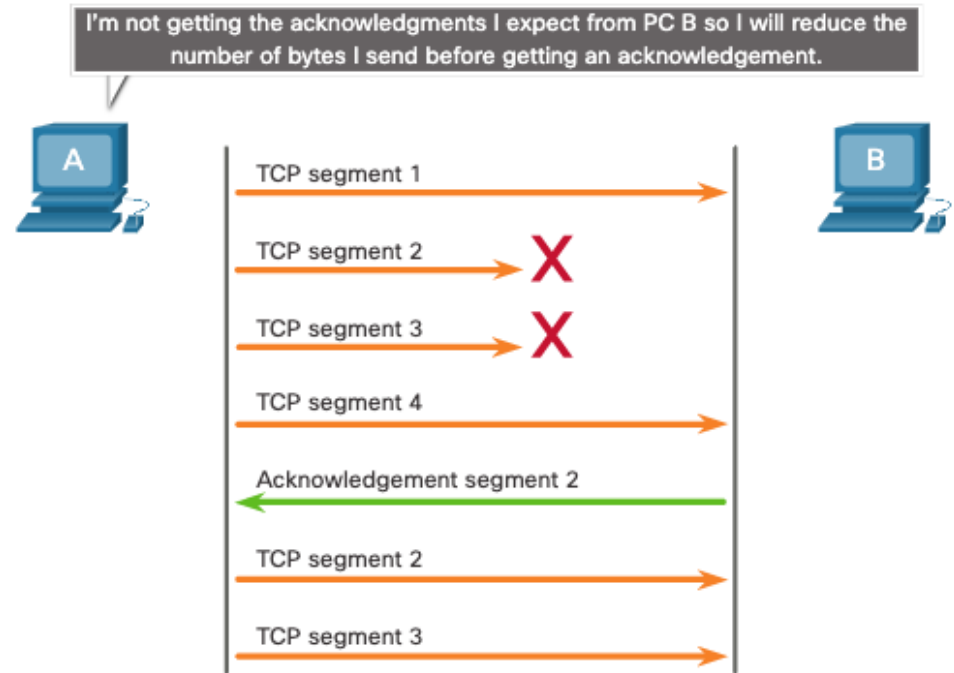 I'm not getting the acknowledgments I expect from PC B so I will reduce the
number of bytes I send before getting an acknowledgement.
A
B
TCP segment 1
TCP segment 2
X
TCP segment 3
X
TCP segment 4
Acknowledgement segment 2
TCP segment 2
TCP segment 3